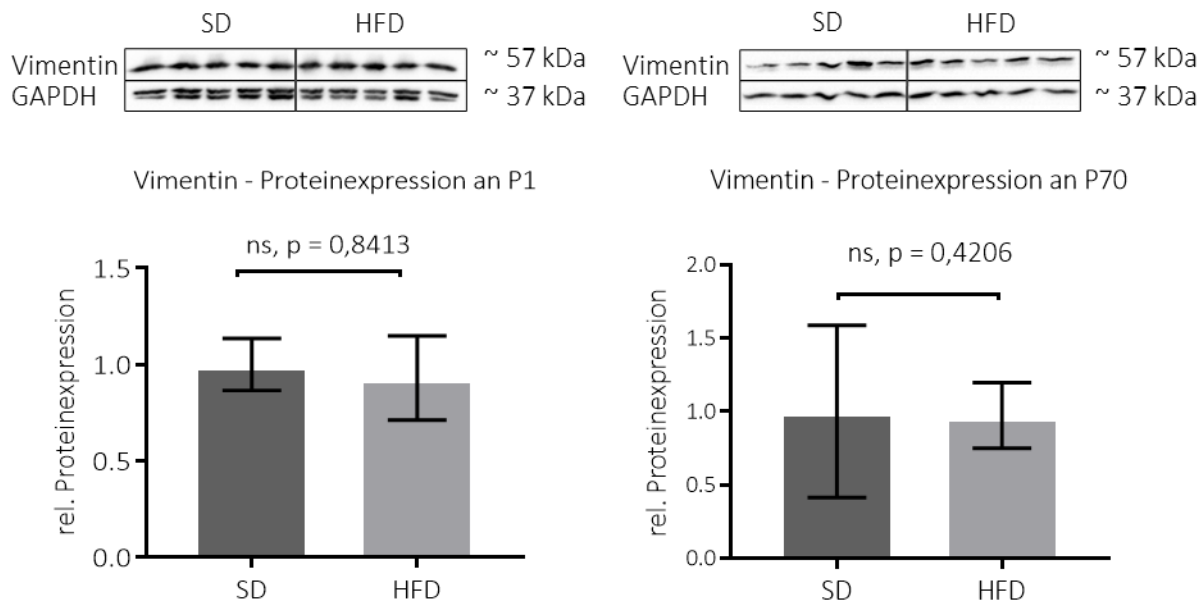 SD HFD
Vimentin ~ 57 kDa
GAPDH ~ 37 kDa
Vimentin - Proteinexpression an P1
ns, p = 0,8413
rel. Proteinexpression
1.5
1.0
0.5
0.0
SD HFD
SD HFD
Vimentin ~ 57 kDa
GAPDH ~ 37 kDa
Vimentin - Proteinexpression an P70
ns, p = 0,4206
rel. Proteinexpression
2.0
1.5
1.0
0.5
0.0
SD HFD